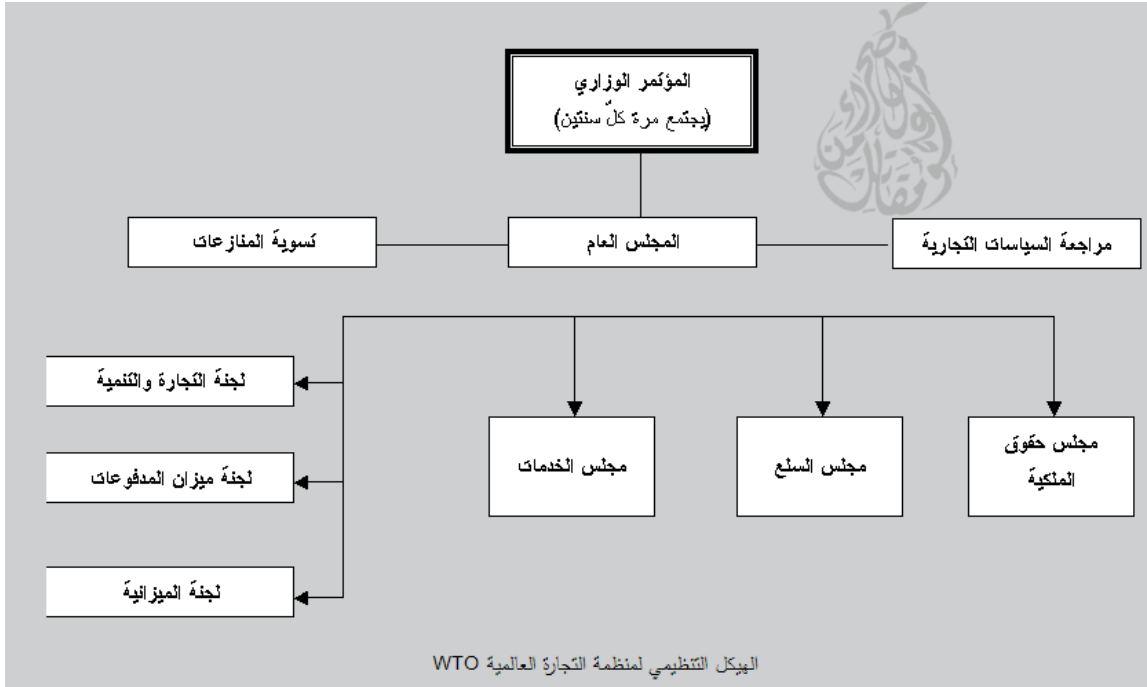 المؤتمر الوزاري
(يجتمع مرة كلّ سنتين)
مراجعة السياسات التجارية
المجلس العام
تسوية المنازعات
مجلس حقوق
الملكية
مجلس السلع
مجلس الخدمات
لجنة التجارة والتنمية
لجنة ميزان المدفوعات
لجنة الميزانية
الهيكل التنظيمي لمنظمة التجارة العالمية WTO